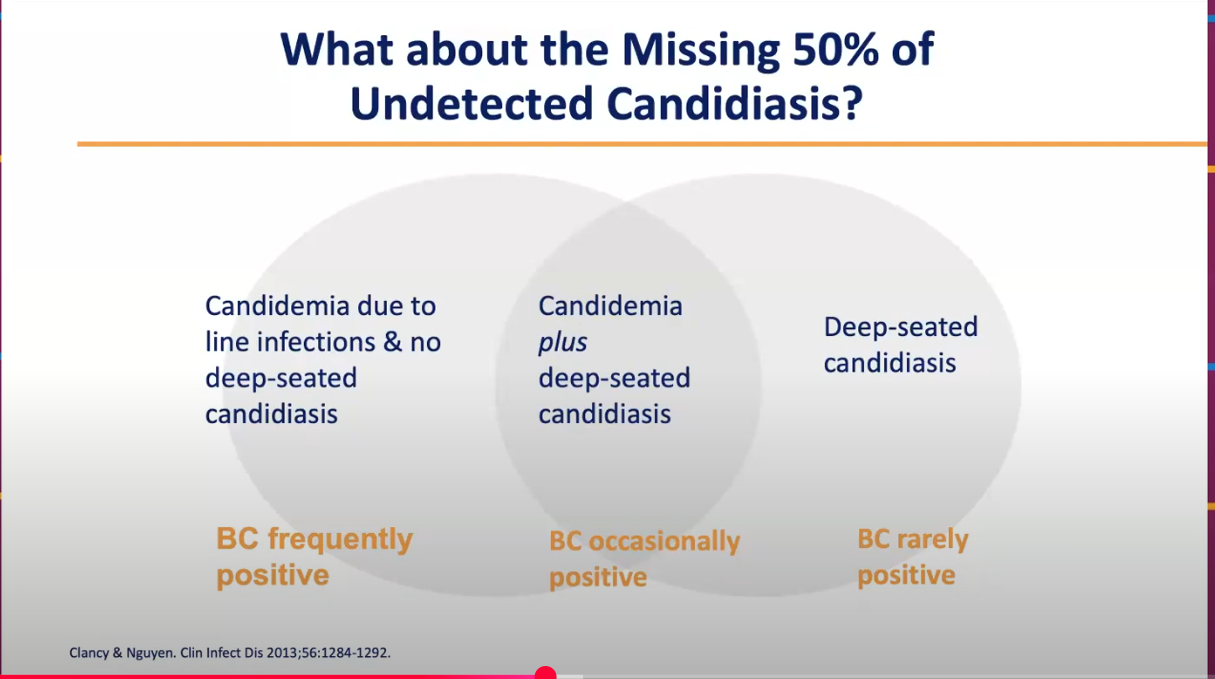 What about the Missing 50% of
Undetected Candidiasis?
Candidemia due to
line infections & no
deep-seated
candidiasis
Candidemia
plus
deep-seated
candidiasis
Deep-seated
candidiasis
BC frequently
positive
BC occasionally
positive
BC rarely
positive
Clancy & Nguyen. Clin Infect Dis 2013;56:1284-1292.